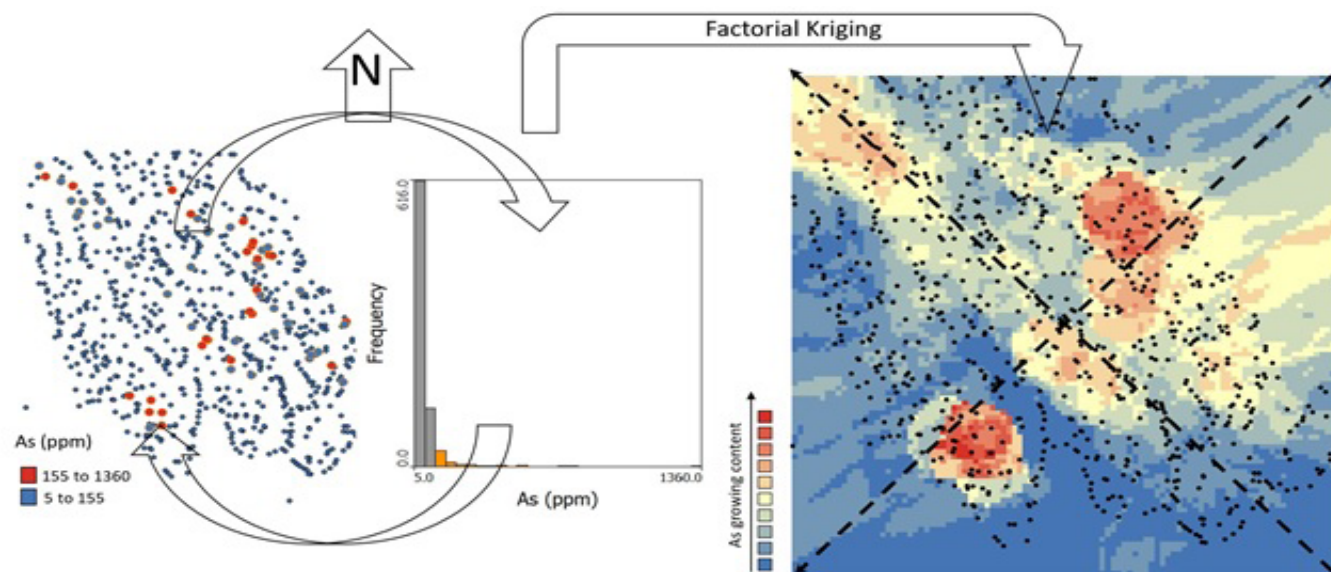 Factorial Kriging
N
616.0
Frequency
0.0
5.0
1360.0
As (ppm)
As (ppm)
155 to 1360
5 to 155
As growing content